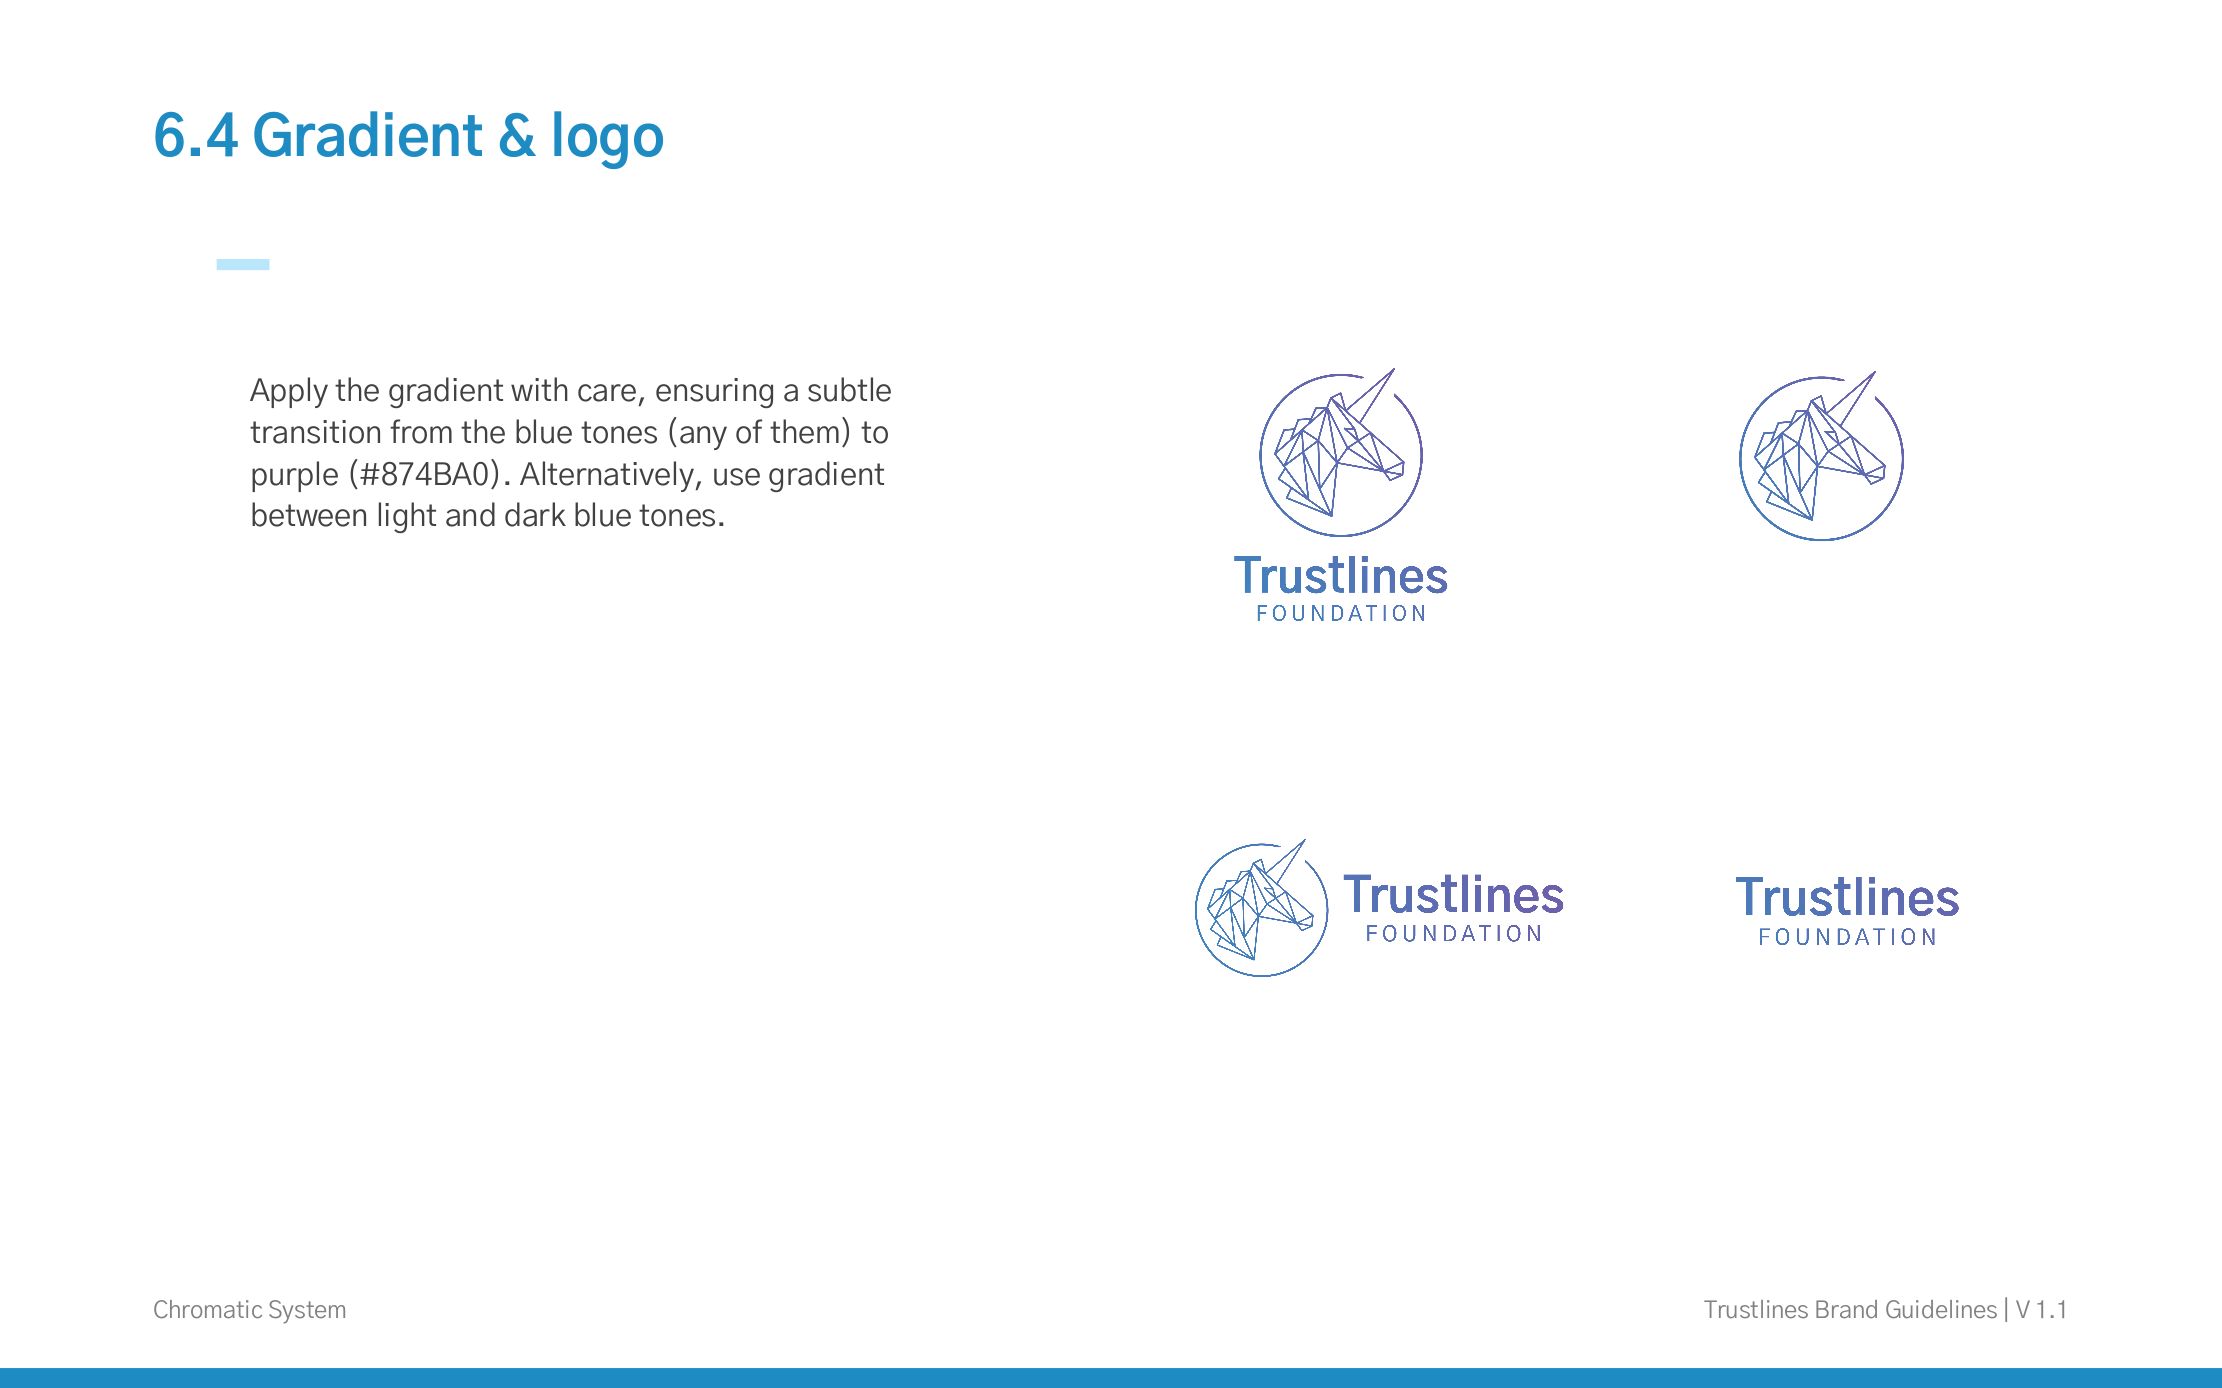 6.4 Gradient & logo
Apply the gradient with care, ensuring a subtle
transition from the blue tones (any of them) to
purple (#874BA0). Alternatively, use gradient
between light and dark blue tones.
Trustlines
FOUNDATION
Trustlines
FOUNDATION
Trustlines
FOUNDATION
Chromatic System
Trustlines Brand Guidelines | V 1.1